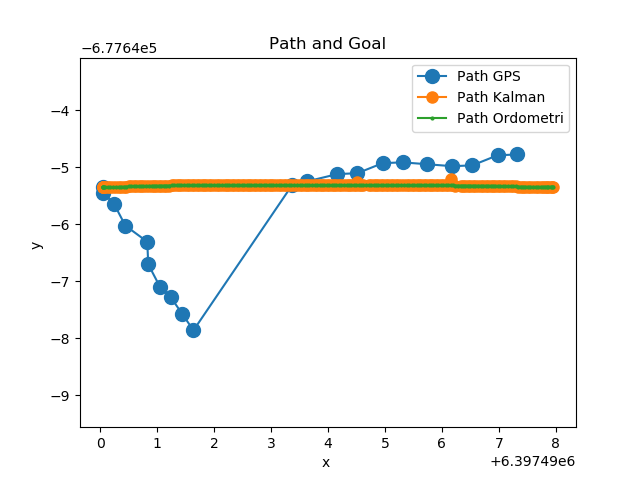 Path and Goal
−6.7764e5
Path GPS
Path Kalman
Path Ordometri
−4
−5
−6
−7
−8
−9
y
0 1 2 3 4 5 6 7 8
x
+6.39749e6